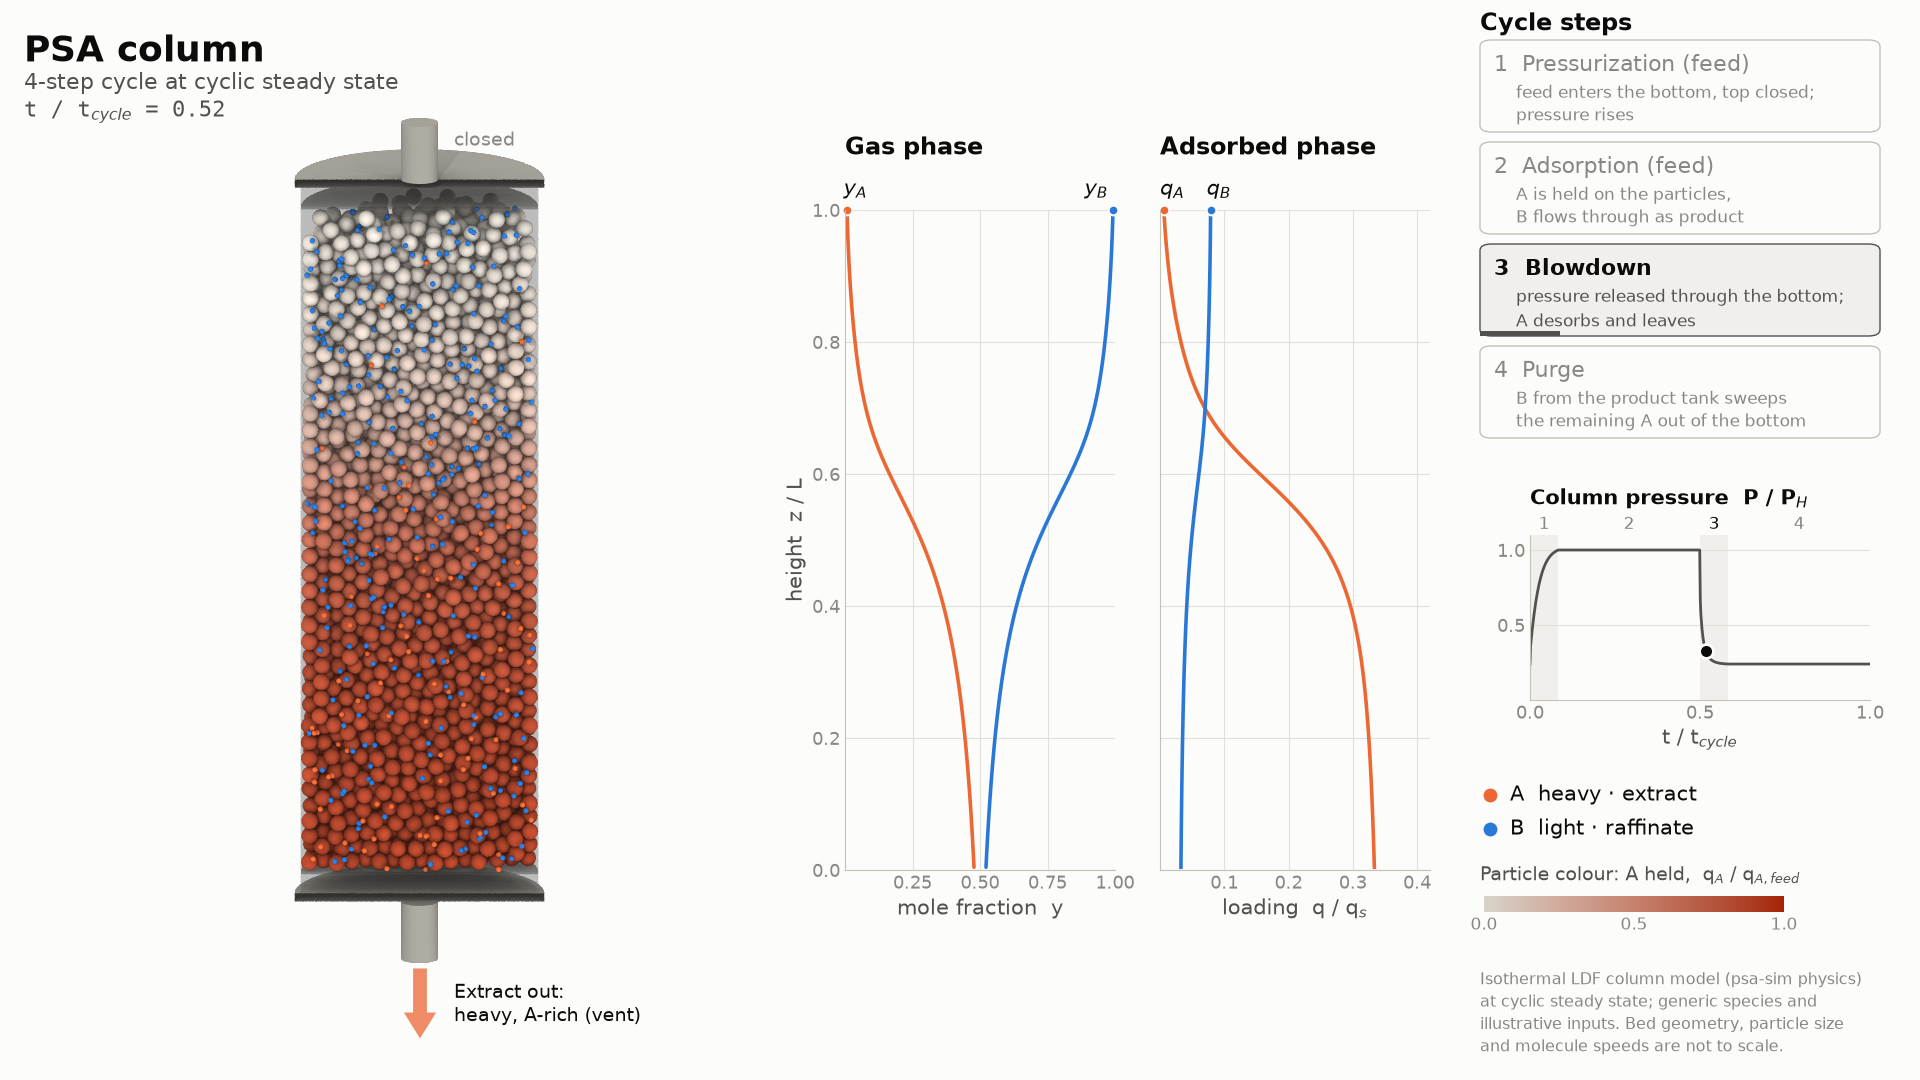 PSA column
4-step cycle at cyclic steady state
t / tcycle = 0.52
closed
Extract out:
heavy, A-rich (vent)
Gas phase
yA
yB
1.0
0.8
0.6
0.4
0.2
0.0
height z / L
0.25 0.50 0.75 1.00
mole fraction y
Adsorbed phase
qA qB
0.1 0.2 0.3 0.4
loading q / qs
Cycle steps
1 Pressurization (feed)
feed enters the bottom, top closed;
pressure rises
2 Adsorption (feed)
A is held on the particles,
B flows through as product
3 Blowdown
pressure released through the bottom;
A desorbs and leaves
4 Purge
B from the product tank sweeps
the remaining A out of the bottom
Column pressure P / PH
1 2 3 4
1.0
0.5
0.0 0.5 1.0
t / tcycle
A heavy · extract
B light · raffinate
Particle colour: A held, qA / qA, feed
0.0 0.5 1.0
Isothermal LDF column model (psa-sim physics)
at cyclic steady state; generic species and
illustrative inputs. Bed geometry, particle size
and molecule speeds are not to scale.